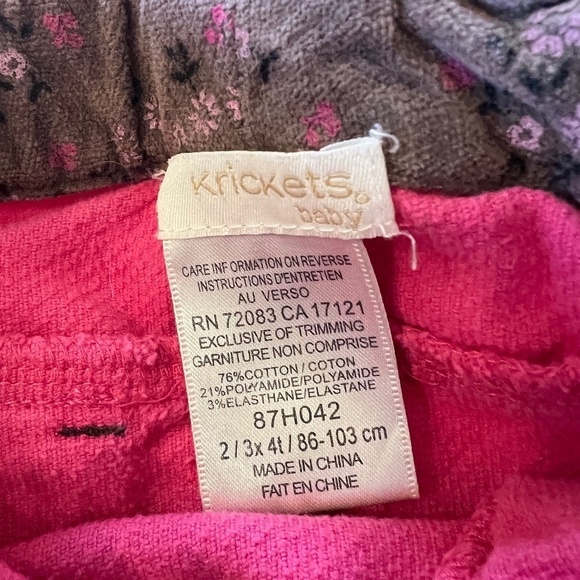 Krickets
baby
CARE INFORMATION ON REVERSE
INSTRUCTIONS D'ENTRETIEN
AU VERSO
RN 72083 CA 17121
EXCLUSIVE OF TRIMMING
GARNITURE NON COMPRISE
76%COTTON / COTON
21%POLYAMIDE/POLYAMIDE
3%ELASTHANE/ELASTANE
87H042
2 / 3x 4t / 86-103 cm
MADE IN CHINA
FAIT EN CHINE